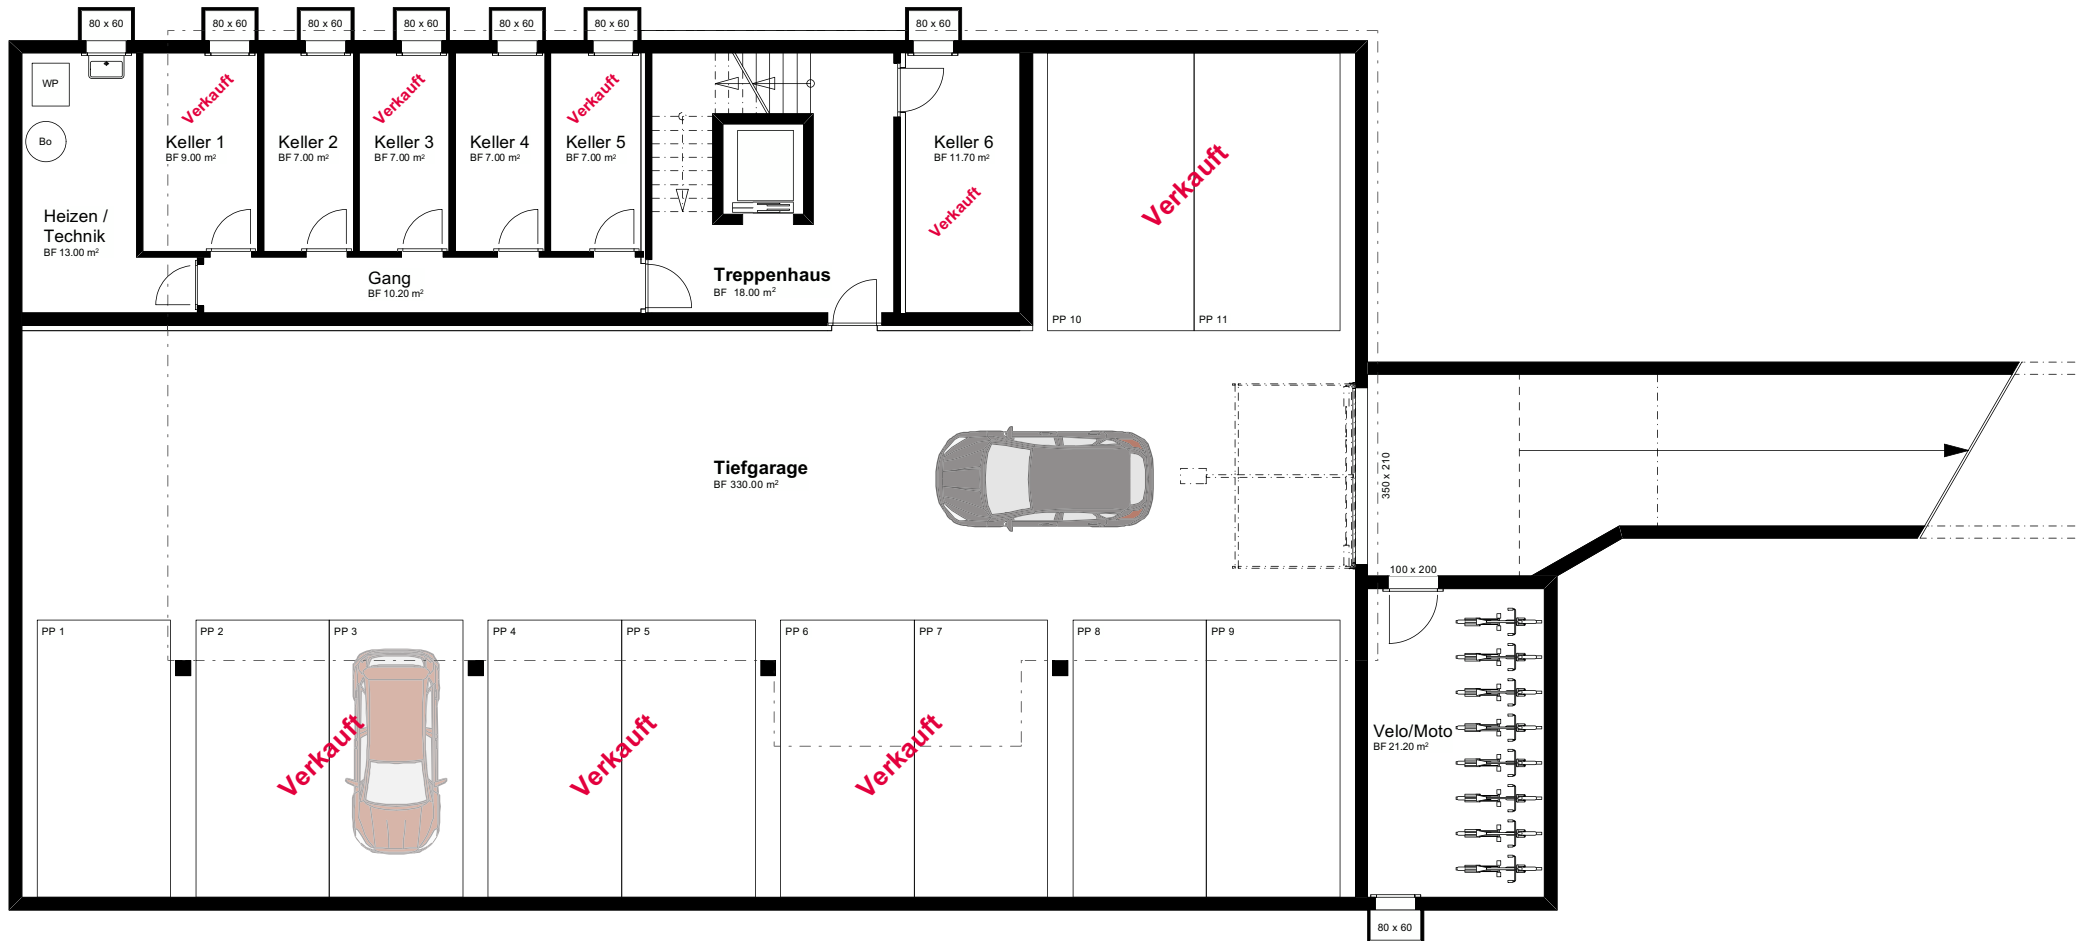 80 x 60
80 x 60
80 x 60
80 x 60
80 x 60
80 x 60
80 x 60
WP
Bo
Heizen /
Technik
BF 13.00 m²
Verkauft
Keller 1
BF 9.00 m²
Keller 2
BF 7.00 m²
Verkauft
Keller 3
BF 7.00 m²
Keller 4
BF 7.00 m²
Verkauft
Keller 5
BF 7.00 m²
Keller 6
BF 11.70 m²
Verkauft
Verkauft
Gang
BF 10.20 m²
Treppenhaus
BF 18.00 m²
PP 10
PP 11
Tiefgarage
BF 330.00 m²
350 x 210
100 x 200
PP 1
PP 2
PP 3
PP 4
PP 5
PP 6
PP 7
PP 8
PP 9
Verkauft
Verkauft
Verkauft
Velo/Moto
BF 21.20 m²
80 x 60